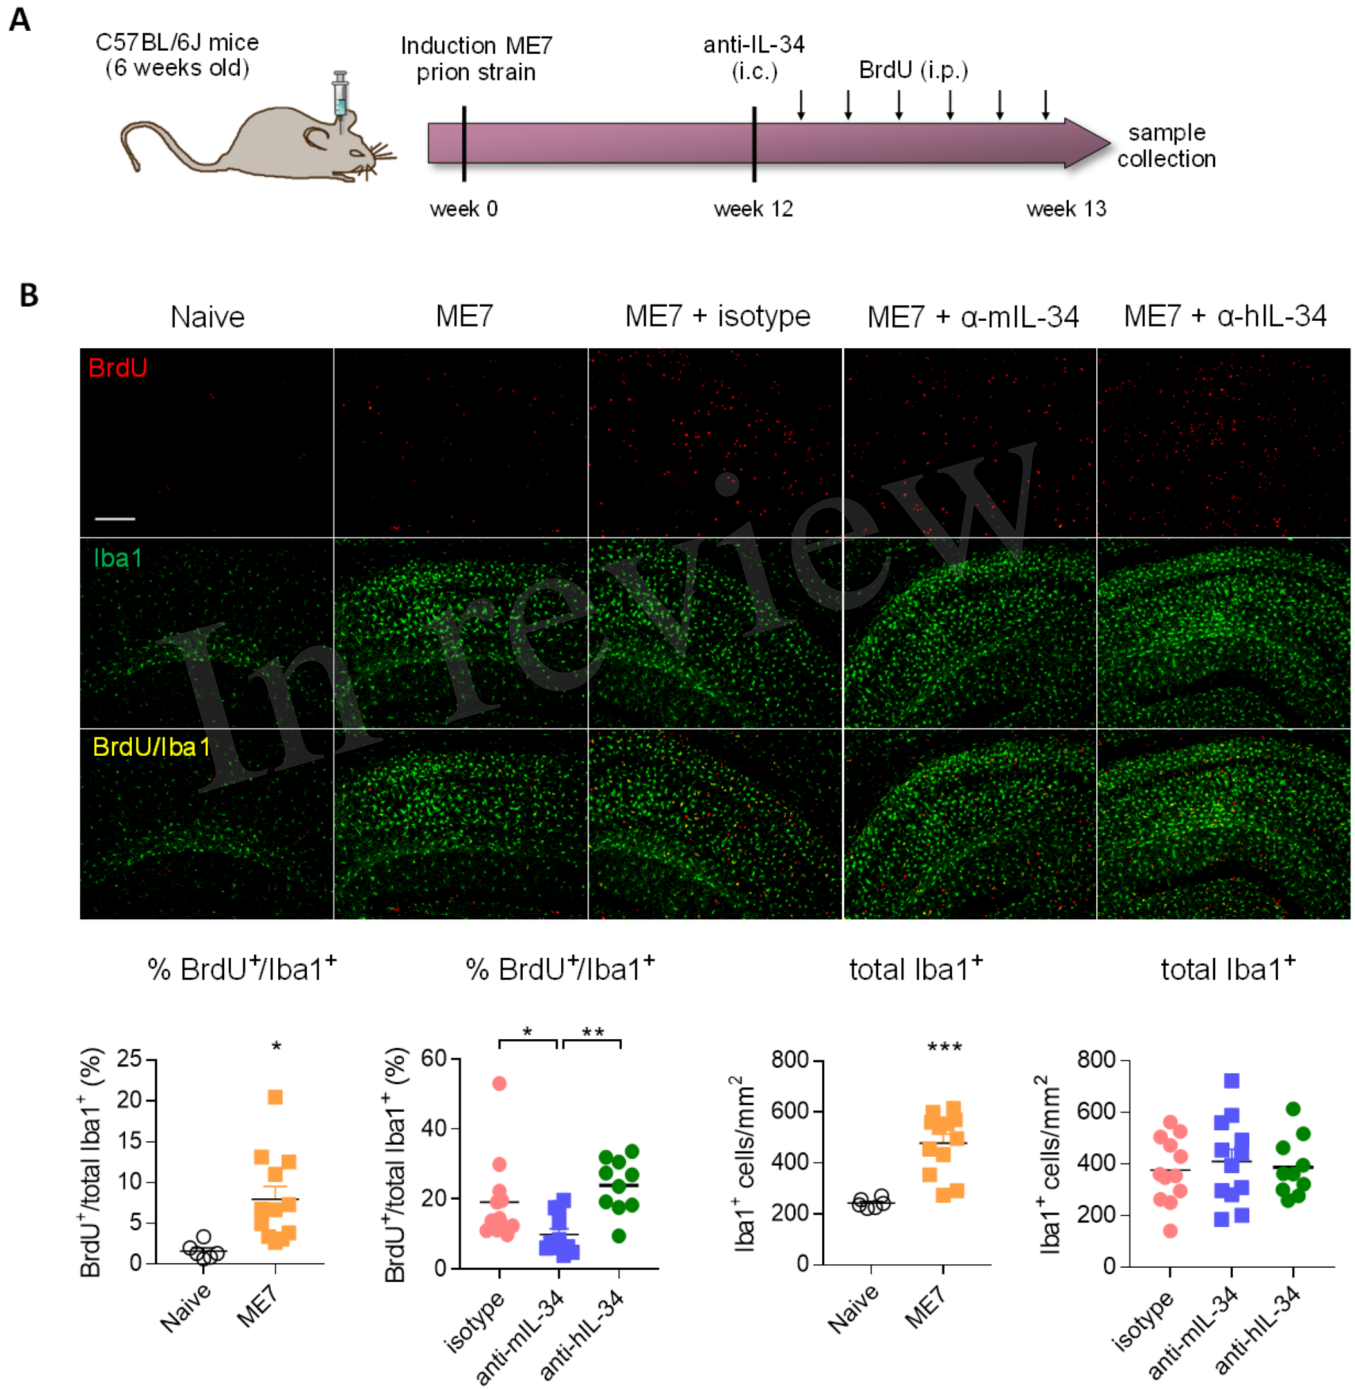 A
C57BL/6J mice
(6 weeks old)
Induction ME7
prion strain
anti-IL-34
(i.c.)
BrdU (i.p.)
sample
collection
week 0
week 12
week 13
B
Naive
ME7
ME7 + isotype
ME7 + α-mIL-34
ME7 + α-hIL-34
BrdU
Iba1
BrdU/Iba1
In review
% BrdU⁺/Iba1⁺
% BrdU⁺/Iba1⁺
total Iba1⁺
total Iba1⁺
BrdU⁺/total Iba1⁺ (%)
25
20
15
10
5
0
*
Naive
ME7
BrdU⁺/total Iba1⁺ (%)
60
40
20
0
*
**
isotype
anti-mIL-34
anti-hIL-34
Iba1⁺ cells/mm²
800
600
400
200
0
***
Naive
ME7
Iba1⁺ cells/mm²
800
600
400
200
0
isotype
anti-mIL-34
anti-hIL-34